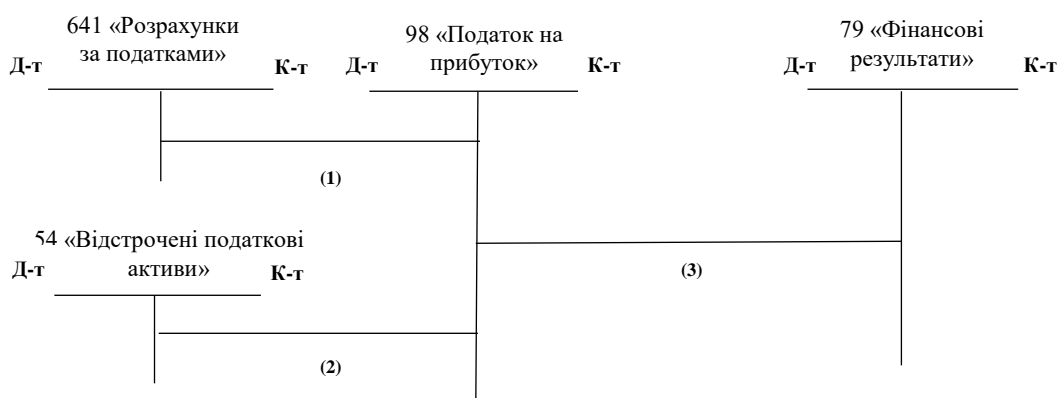 641 «Розрахунки
за податками»
Д-т
К-т
98 «Податок на
прибуток»
Д-т
К-т
79 «Фінансові
результати»
Д-т
К-т
(1)
54 «Відстрочені податкові
активи»
Д-т
К-т
(3)
(2)